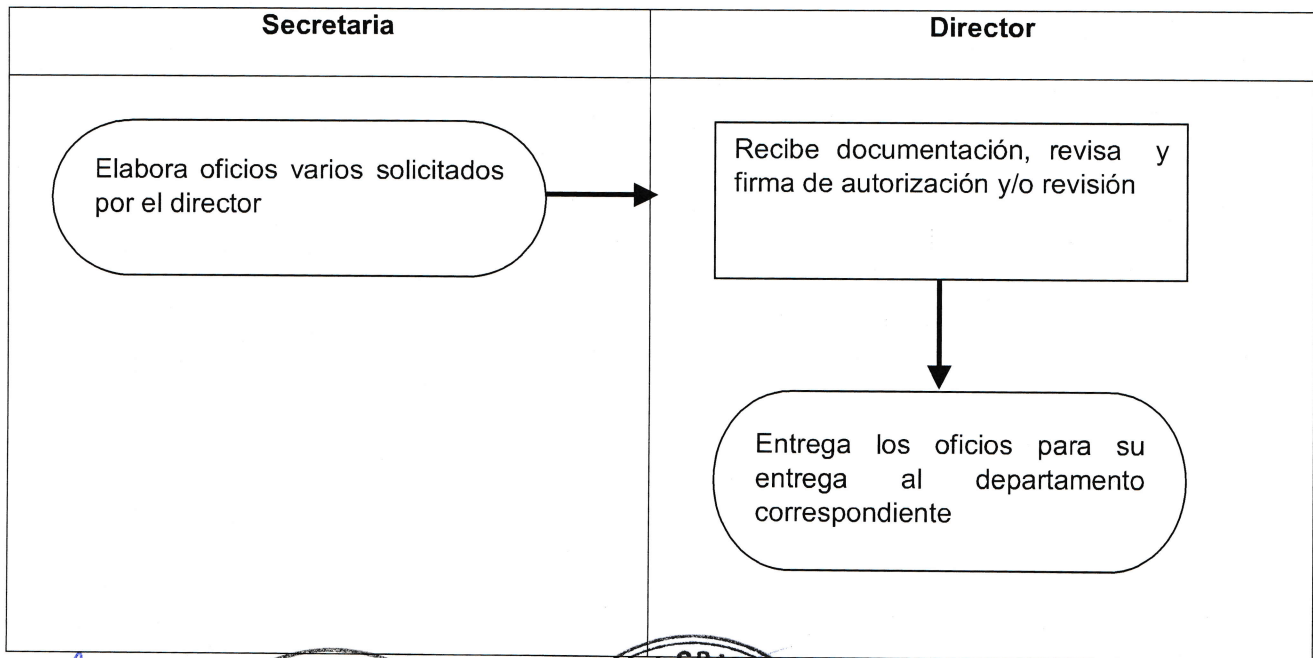 Secretaria
Director
Elabora oficios varios solicitados
por el director
Recibe documentación, revisa y
firma de autorización y/o revisión
Entrega los oficios para su
entrega al departamento
correspondiente